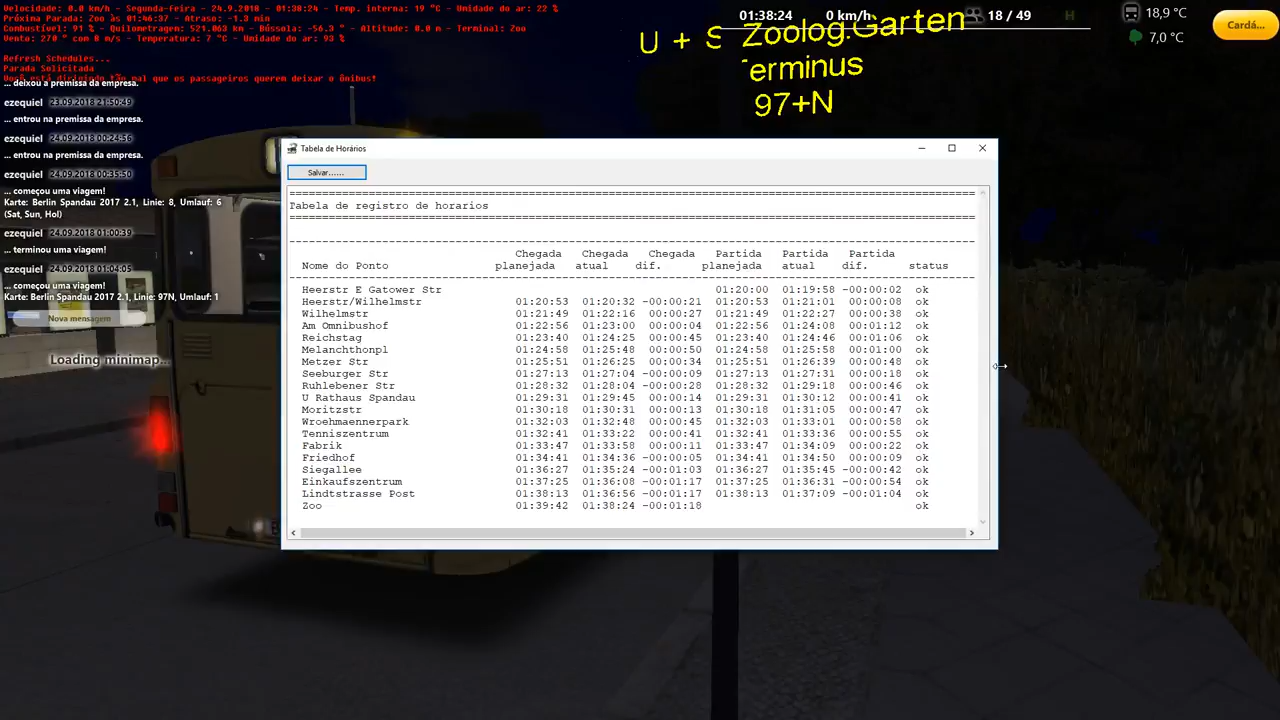 Velocidade: 0.0 km/h - Segunda-Feira - 24.9.2018 - 01:38:24 - Temp. interna: 19 °C - Unidade do ar: 22 %
Próxima Parada: Zoo às 01:46:37 - Atraso: -1.3 min
Combustível: 91 % - Quilometragem: 521.063 km - Bússola: -56.3 ° - Altitude: 0.0 m - Terminal: Zoo
Vento: 270 ° com 8 m/s - Temperatura: 7 °C - Unidade do ar: 93 %
Refresh Schedules...
Parada Solicitada
Você está dirigindo tão mal que os passageiros querem deixar o ônibus!
... deixou a premissa da empresa.
ezequiel 23.09.2018 21:50:49
... entrou na premissa da empresa.
ezequiel 24.09.2018 00:24:56
... entrou na premissa da empresa.
ezequiel 24.09.2018 00:35:50
... começou uma viagem!
Karte: Berlin Spandau 2017 2.1, Linie: 8, Umlauf: 6
(Sat, Sun, Hol)
ezequiel 24.09.2018 01:00:39
... terminou uma viagem!
ezequiel 24.09.2018 01:04:05
... começou uma viagem!
Karte: Berlin Spandau 2017 2.1, Linie: 97N, Umlauf: 1
Nova mensagem
Loading minimap...
01:38:24 0 km/h 18 / 49 H
18,9 °C
7,0 °C
Cardá...
U + S Zoolog.Garten
erminus
97+N
Tabela de Horários
Salvar......
Tabela de registro de horarios
Chegada Chegada Chegada Partida Partida Partida
Nome do Ponto planejada atual dif. planejada atual dif. status
Heerstr E Gatower Str 01:20:00 01:19:58 -00:00:02 ok
Heerstr/Wilhelmstr 01:20:53 01:20:32 -00:00:21 01:20:53 01:21:01 00:00:08 ok
Wilhelmstr 01:21:49 01:22:16 00:00:27 01:21:49 01:22:27 00:00:38 ok
Am Omnibushof 01:22:56 01:23:00 00:00:04 01:22:56 01:24:08 00:01:12 ok
Reichstag 01:23:40 01:24:25 00:00:45 01:23:40 01:24:46 00:01:06 ok
Melanchthonpl 01:24:58 01:25:48 00:00:50 01:24:58 01:25:58 00:01:00 ok
Metzer Str 01:25:51 01:26:25 00:00:34 01:25:51 01:26:39 00:00:48 ok
Seeburger Str 01:27:13 01:27:04 -00:00:09 01:27:13 01:27:31 00:00:18 ok
Ruhlebener Str 01:28:32 01:28:04 -00:00:28 01:28:32 01:29:18 00:00:46 ok
U Rathaus Spandau 01:29:31 01:29:45 00:00:14 01:29:31 01:30:12 00:00:41 ok
Moritzstr 01:30:18 01:30:31 00:00:13 01:30:18 01:31:05 00:00:47 ok
Wroehmaennerpark 01:32:03 01:32:48 00:00:45 01:32:03 01:33:01 00:00:58 ok
Tenniszentrum 01:32:41 01:33:22 00:00:41 01:32:41 01:33:36 00:00:55 ok
Fabrik 01:33:47 01:33:58 00:00:11 01:33:47 01:34:09 00:00:22 ok
Friedhof 01:34:41 01:34:36 -00:00:05 01:34:41 01:34:50 00:00:09 ok
Siegallee 01:36:27 01:35:24 -00:01:03 01:36:27 01:35:45 -00:00:42 ok
Einkaufszentrum 01:37:25 01:36:08 -00:01:17 01:37:25 01:36:31 -00:00:54 ok
Lindtstrasse Post 01:38:13 01:36:56 -00:01:17 01:38:13 01:37:09 -00:01:04 ok
Zoo 01:39:42 01:38:24 -00:01:18 ok